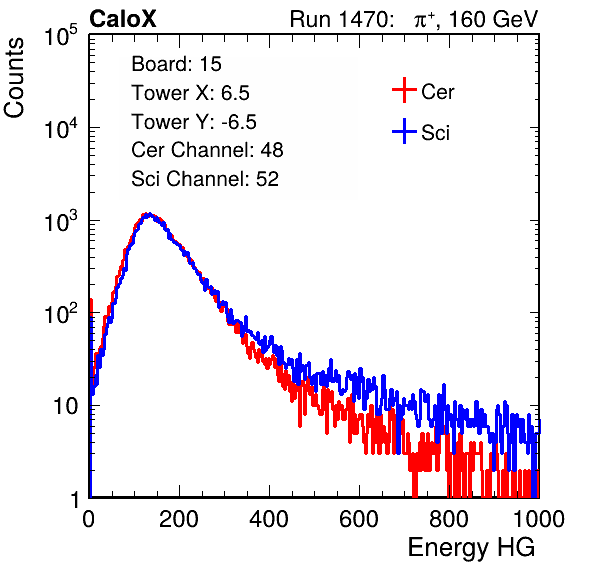 CaloX Run 1470: π⁺, 160 GeV
Counts
Board: 15
Tower X: 6.5
Tower Y: -6.5
Cer Channel: 48
Sci Channel: 52
Cer
Sci
10⁵
10⁴
10³
10²
10
1
0 200 400 600 800 1000
Energy HG